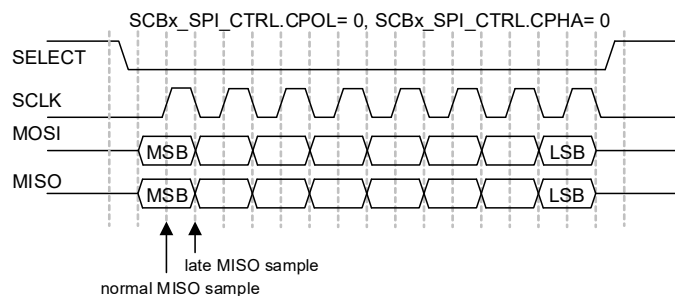 SCBx_SPI_CTRL.CPOL= 0, SCBx_SPI_CTRL.CPHA= 0
SELECT
SCLK
MOSI
MSB
LSB
MISO
MSB
LSB
late MISO sample
normal MISO sample